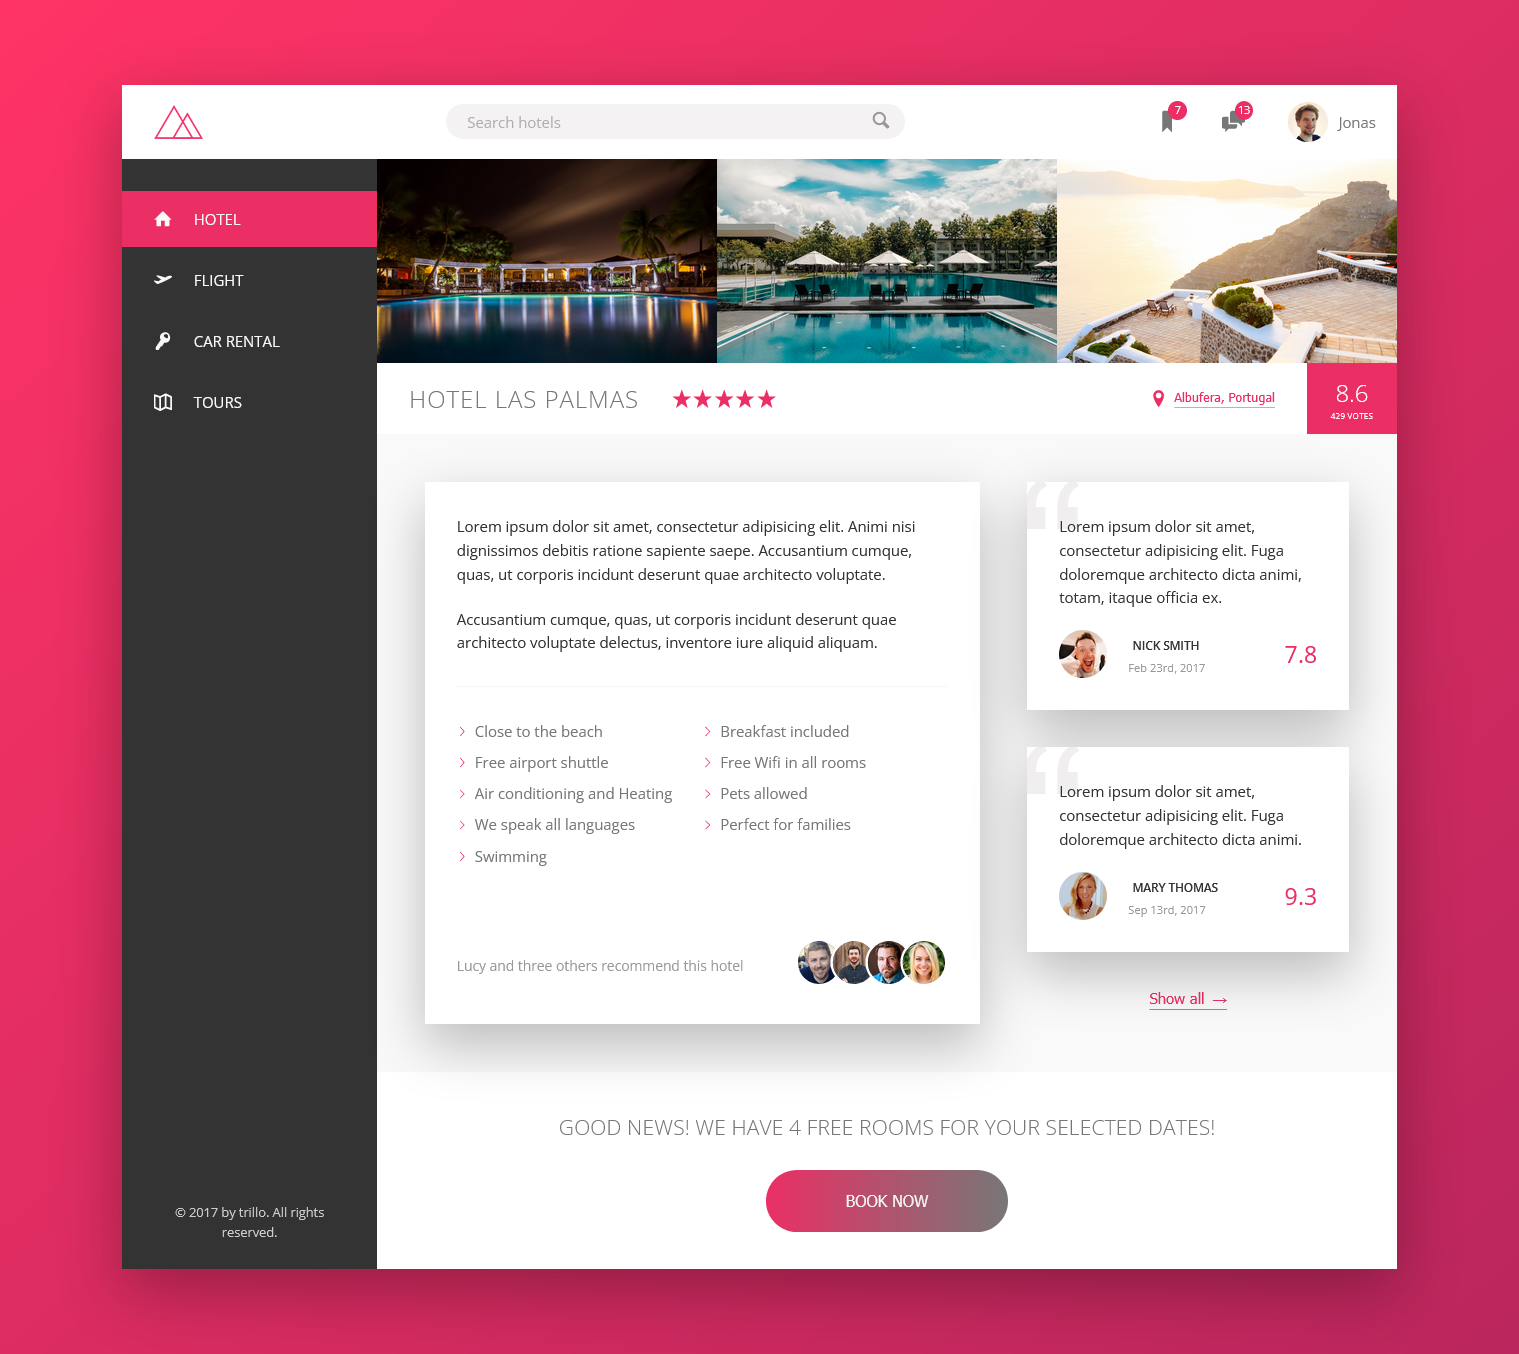 Search hotels
7
13
Jonas
HOTEL
FLIGHT
CAR RENTAL
TOURS
© 2017 by trillo. All rights
reserved.
HOTEL LAS PALMAS
Albufera, Portugal
8.6
429 VOTES
Lorem ipsum dolor sit amet, consectetur adipisicing elit. Animi nisi
dignissimos debitis ratione sapiente saepe. Accusantium cumque,
quas, ut corporis incidunt deserunt quae architecto voluptate.
Accusantium cumque, quas, ut corporis incidunt deserunt quae
architecto voluptate delectus, inventore iure aliquid aliquam.
Close to the beach
Free airport shuttle
Air conditioning and Heating
We speak all languages
Swimming
Breakfast included
Free Wifi in all rooms
Pets allowed
Perfect for families
Lucy and three others recommend this hotel
“
Lorem ipsum dolor sit amet,
consectetur adipisicing elit. Fuga
doloremque architecto dicta animi,
totam, itaque officia ex.
NICK SMITH
Feb 23rd, 2017
7.8
“
Lorem ipsum dolor sit amet,
consectetur adipisicing elit. Fuga
doloremque architecto dicta animi.
MARY THOMAS
Sep 13rd, 2017
9.3
Show all →
GOOD NEWS! WE HAVE 4 FREE ROOMS FOR YOUR SELECTED DATES!
BOOK NOW